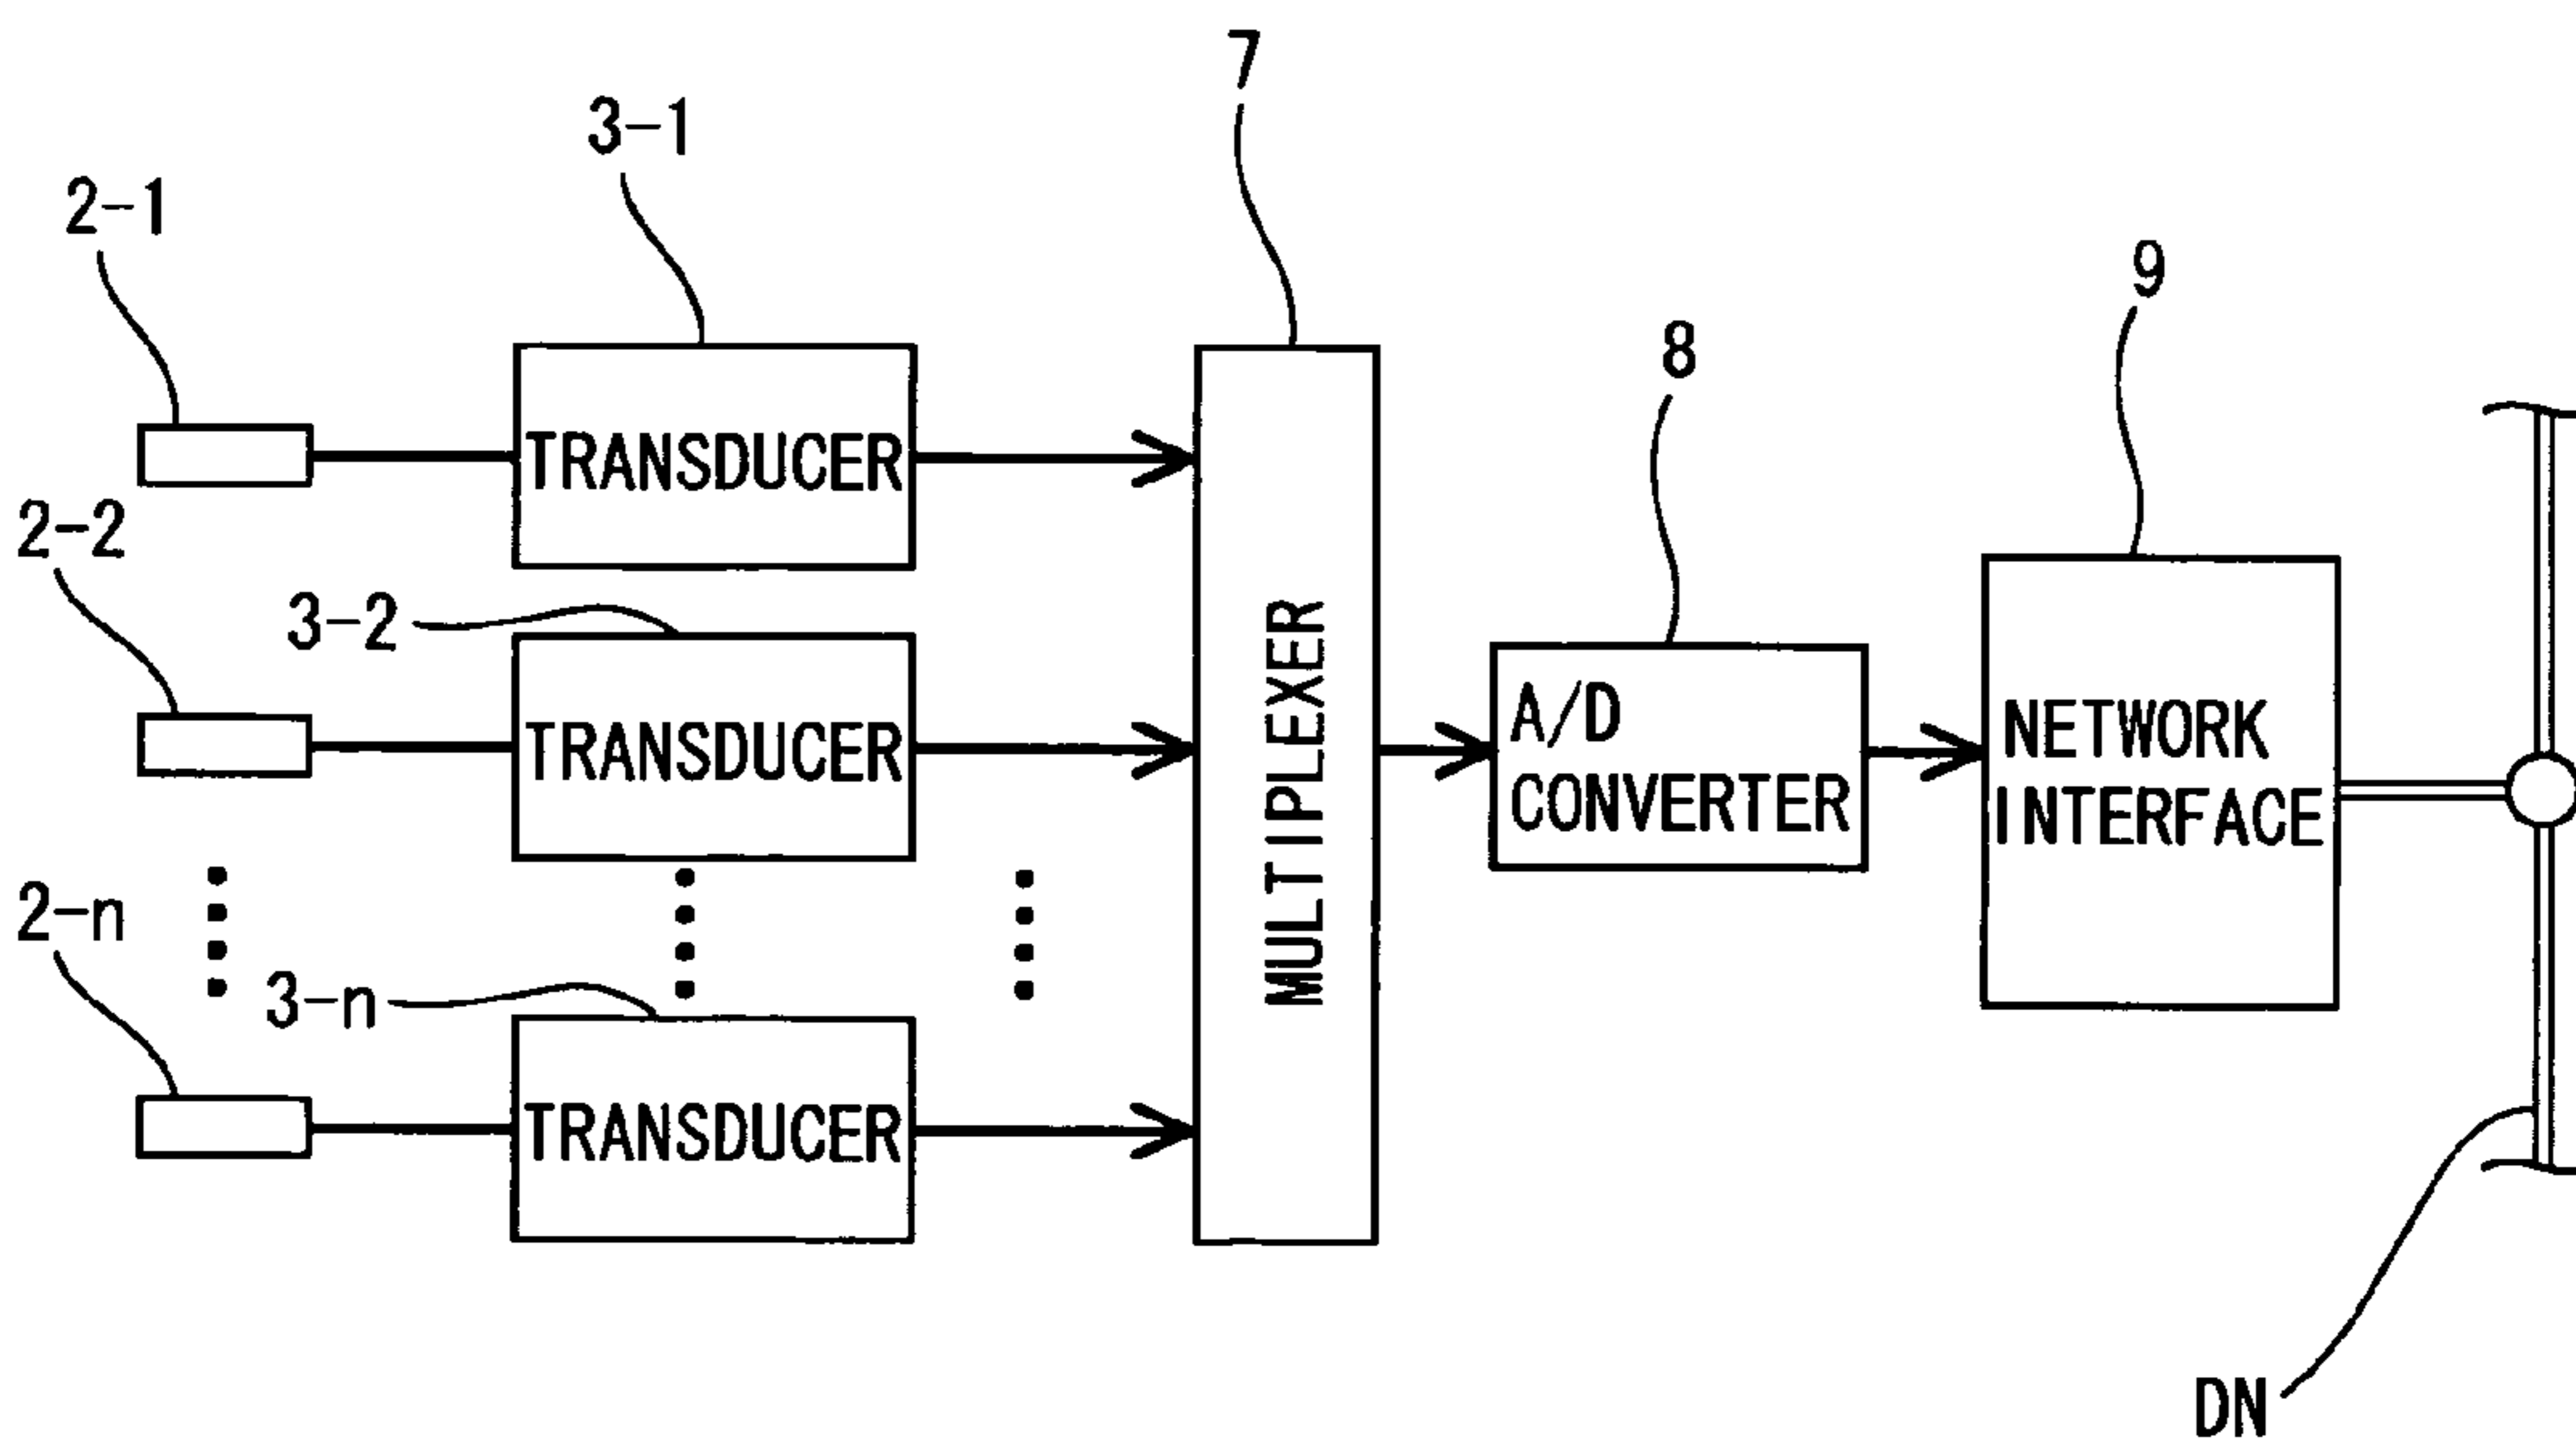 7
3-1
2-1
9
8
TRANSDUCER
2-2
3-2
TRANSDUCER
MULTIPLEXER
A/D
CONVERTER
NETWORK
INTERFACE
2-n
3-n
TRANSDUCER
DN